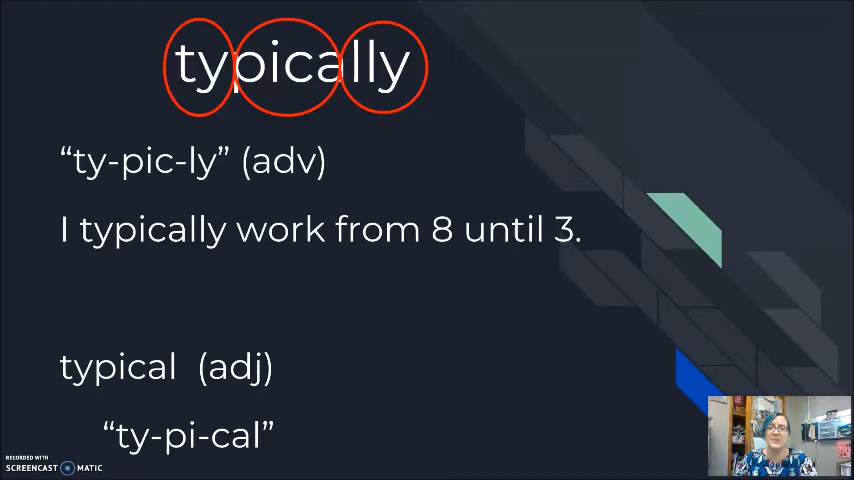 typically
“ty-pic-ly” (adv)
I typically work from 8 until 3.
typical (adj)
“ty-pi-cal”
RECORDED WITH
SCREENCAST MATIC